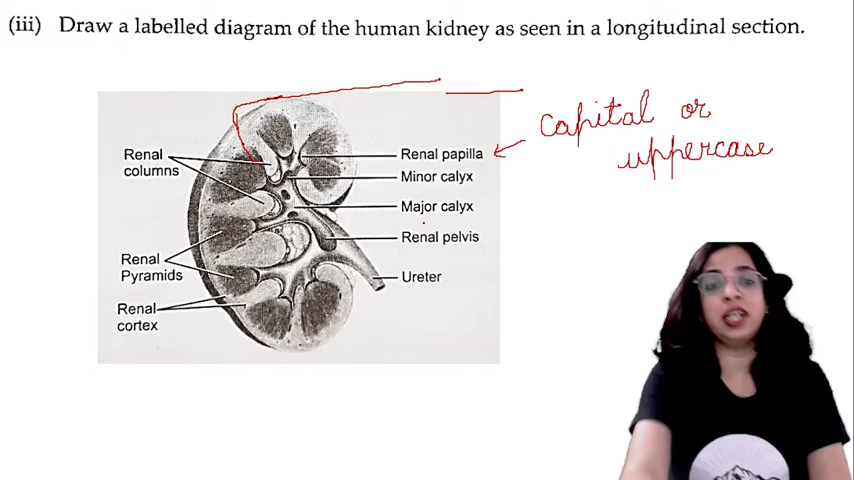 (iii) Draw a labelled diagram of the human kidney as seen in a longitudinal section.
capital or
uppercase
Renal
columns
Renal
Pyramids
Renal
cortex
Renal papilla
Minor calyx
Major calyx
Renal pelvis
Ureter